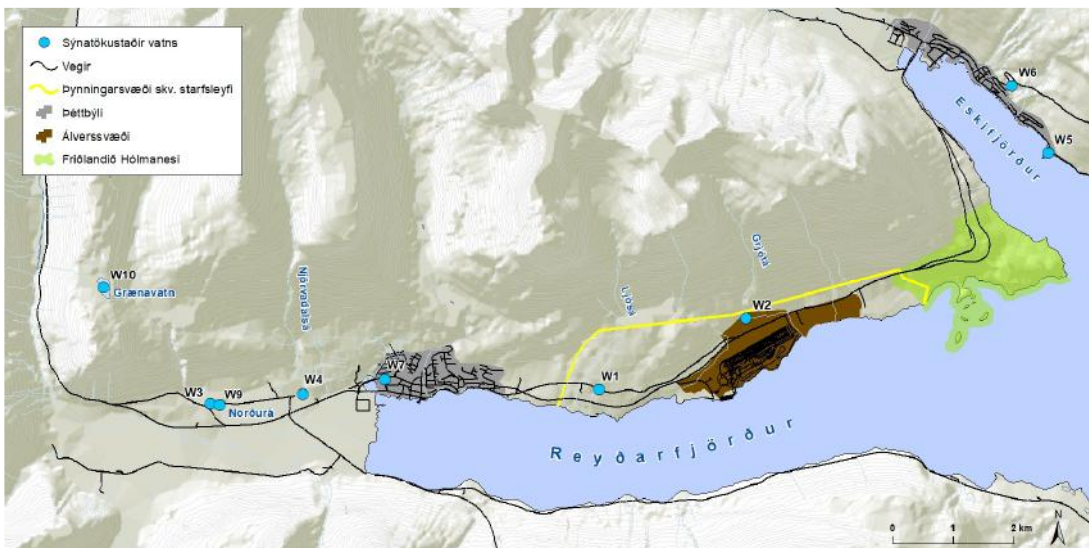 Sýnatökustaðir vatns
Vegir
Þynningarsvæði skv. starfsleyfi
Þéttbýli
Álverssvæði
Friðlandið Hólmanesi
W6
Eskifjörður
W5
W10
Grænavatn
Njörvadalsá
Ljósá
Grjótá
W2
W7
W1
W4
W3 W9
Norðurá
Reyðarfjörður
0 1 2 km
N